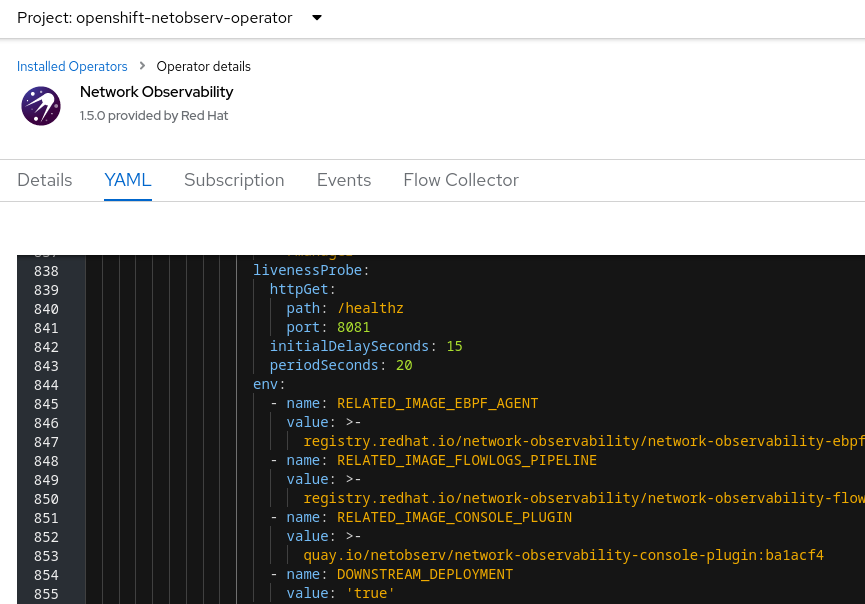 Project: openshift-netobserv-operator
Installed Operators > Operator details
Network Observability
1.5.0 provided by Red Hat
Details YAML Subscription Events Flow Collector
838 livenessProbe:
839 httpGet:
840 path: /healthz
841 port: 8081
842 initialDelaySeconds: 15
843 periodSeconds: 20
844 env:
845 - name: RELATED_IMAGE_EBPF_AGENT
846 value: >-
847 registry.redhat.io/network-observability/network-observability-ebpf
848 - name: RELATED_IMAGE_FLOWLOGS_PIPELINE
849 value: >-
850 registry.redhat.io/network-observability/network-observability-flow
851 - name: RELATED_IMAGE_CONSOLE_PLUGIN
852 value: >-
853 quay.io/netobserv/network-observability-console-plugin:ba1acf4
854 - name: DOWNSTREAM_DEPLOYMENT
855 value: 'true'